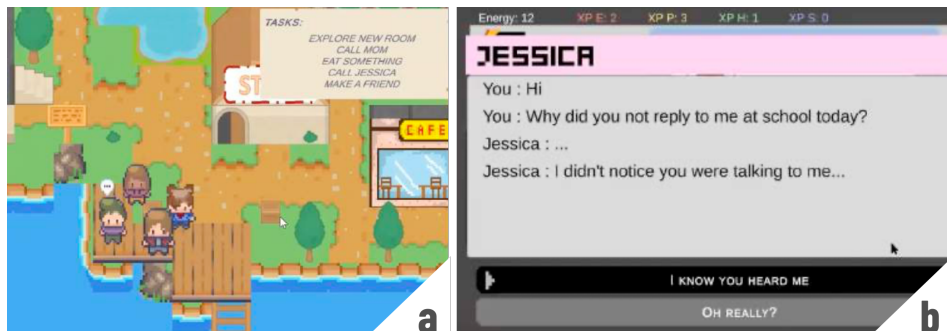 TASKS:
EXPLORE NEW ROOM
CALL MOM
EAT SOMETHING
CALL JESSICA
MAKE A FRIEND
ST
CAFE
a
Energy: 12 XP E: 2 XP P: 3 XP H: 1 XP S: 0
JESSICA
You : Hi
You : Why did you not reply to me at school today?
Jessica : ...
Jessica : I didn't notice you were talking to me...
I KNOW YOU HEARD ME
OH REALLY?
b